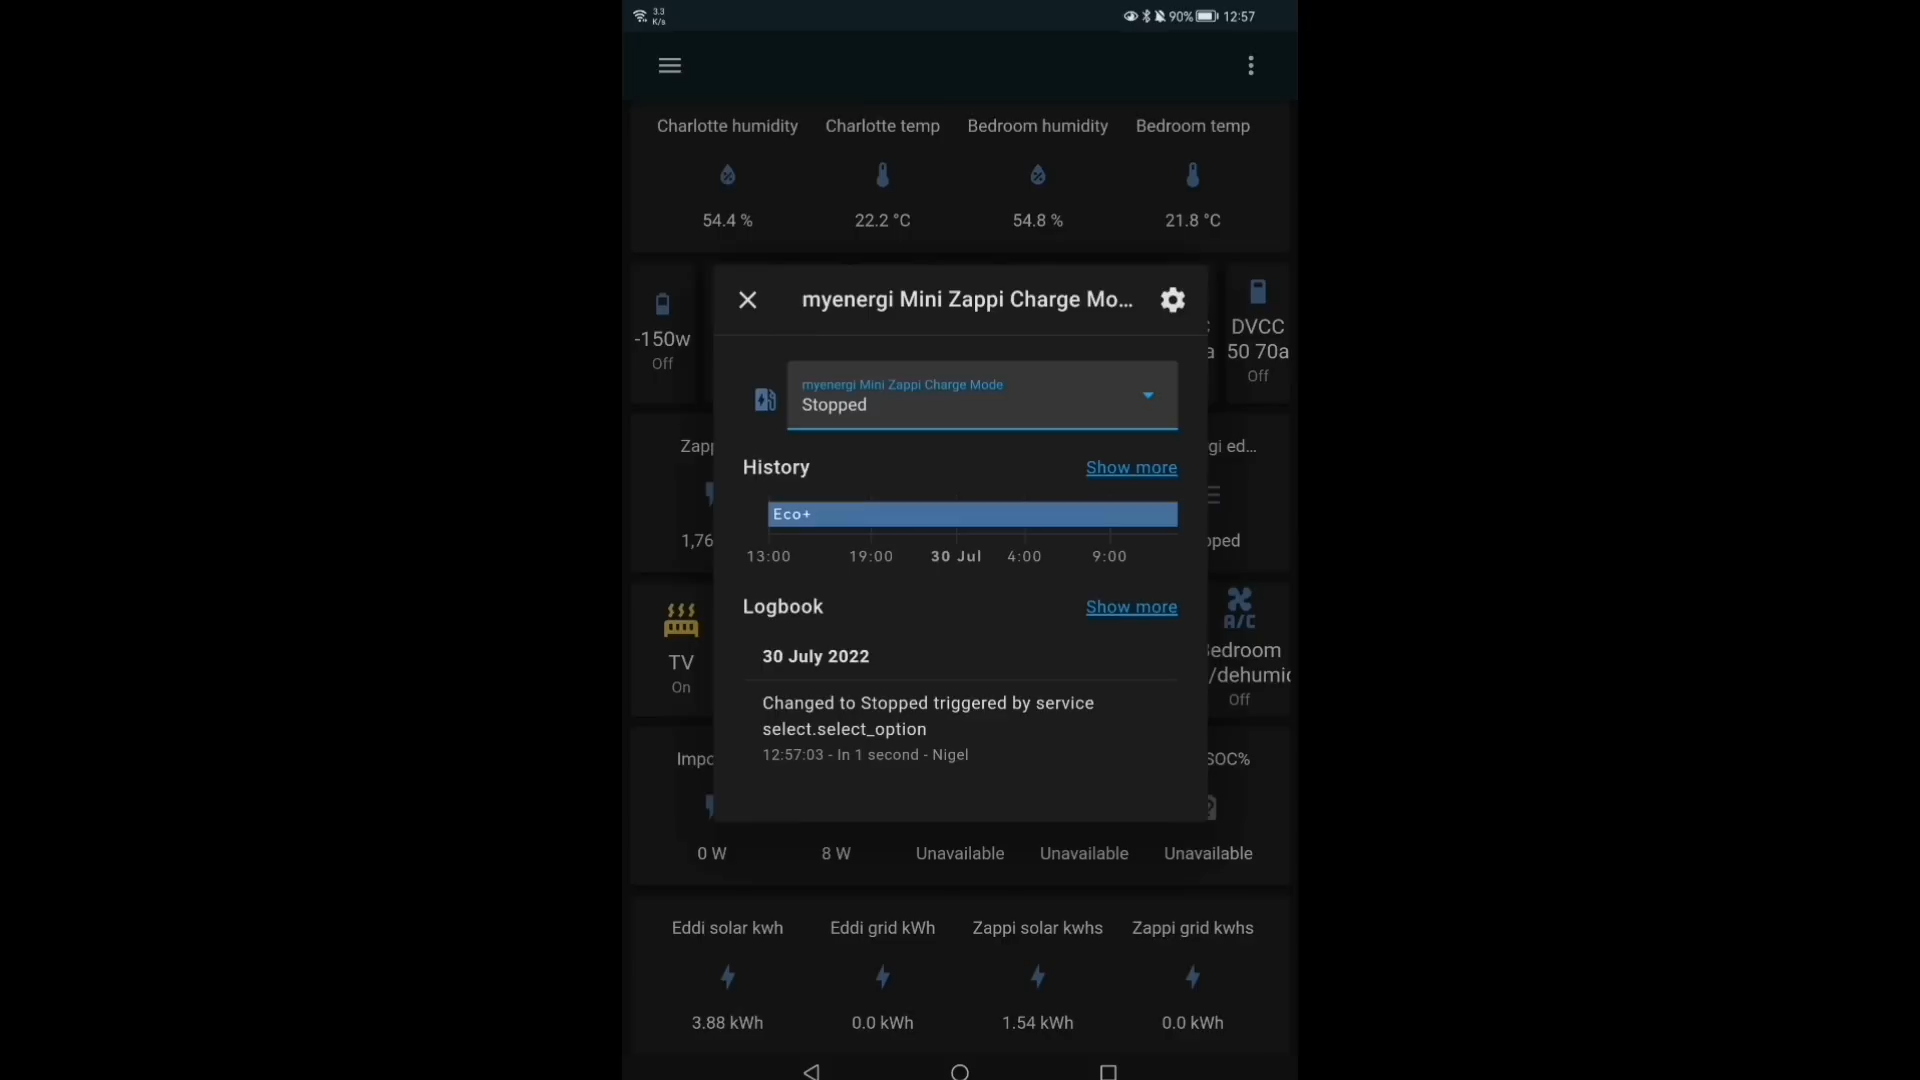 3.3
K/s
90% 12:57
Charlotte humidity Charlotte temp Bedroom humidity Bedroom temp
54.4 % 22.2 °C 54.8 % 21.8 °C
myenergi Mini Zappi Charge Mo...
-150w
Off
DVCC
50 70a
Off
myenergi Mini Zappi Charge Mode
Stopped
History Show more
Eco+
13:00 19:00 30 Jul 4:00 9:00
Logbook Show more
30 July 2022
Changed to Stopped triggered by service
select.select_option
12:57:03 - In 1 second - Nigel
Zapp
gi ed...
1,76
pped
TV
On
A/C
Bedroom
/dehumid
Off
Impo
SOC%
0 W 8 W Unavailable Unavailable Unavailable
Eddi solar kwh Eddi grid kWh Zappi solar kwhs Zappi grid kwhs
3.88 kWh 0.0 kWh 1.54 kWh 0.0 kWh